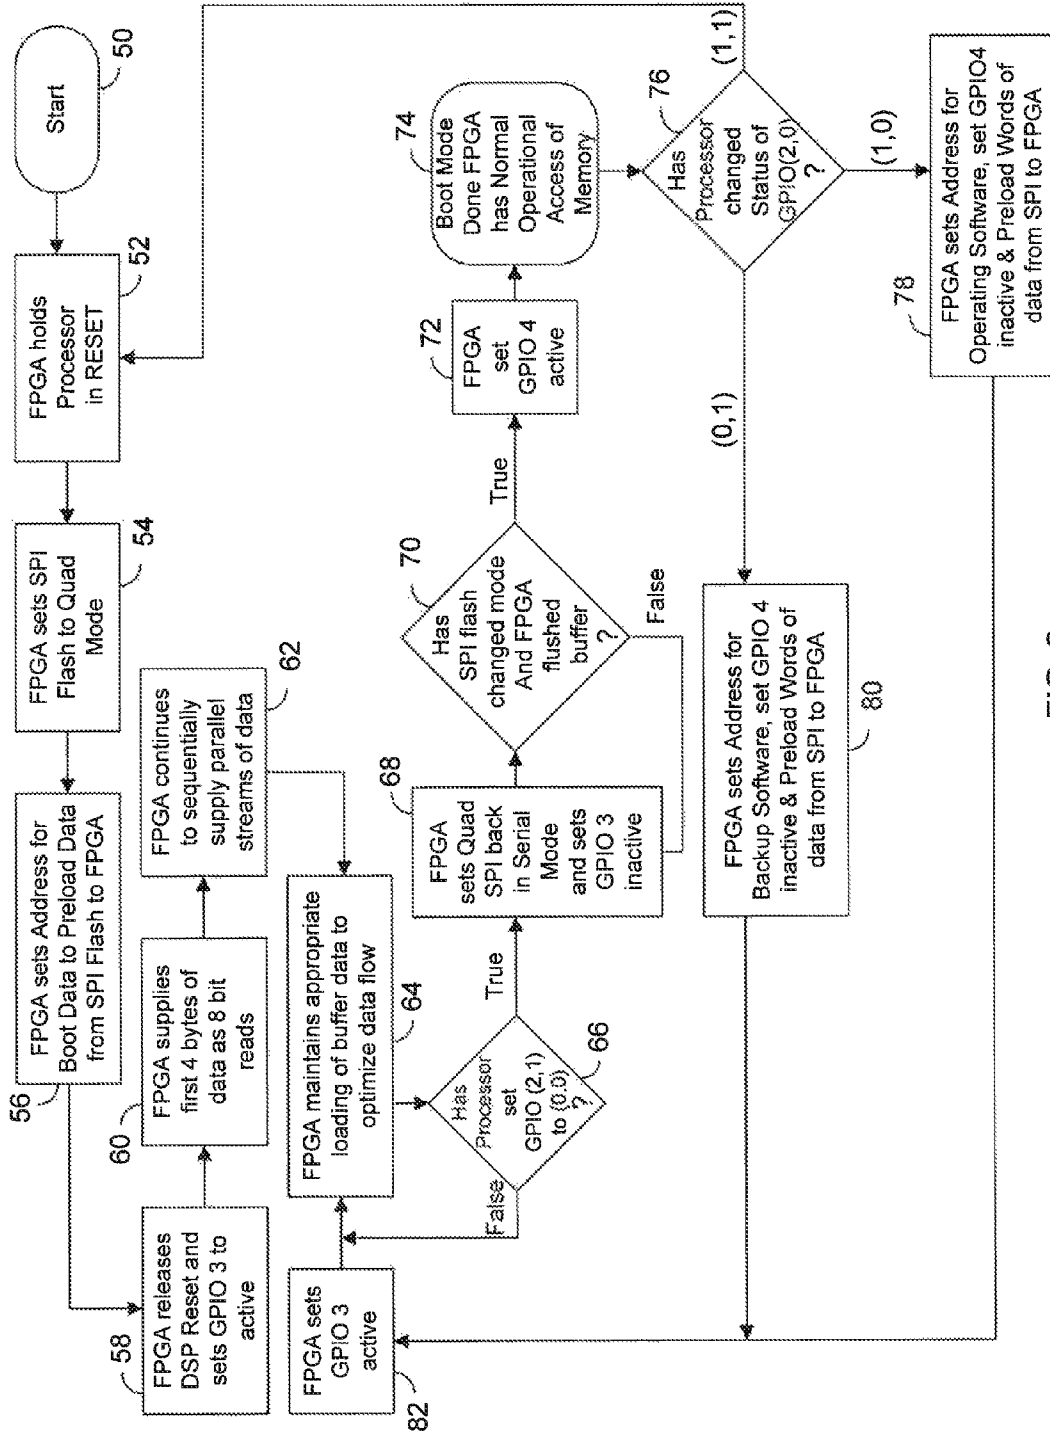 Start
50
FPGA holds
Processor
in RESET
52
FPGA sets SPI
Flash to Quad
Mode
54
FPGA sets Address for
Boot Data to Preload Data
from SPI Flash to FPGA
56
FPGA releases
DSP Reset and
sets GPIO 3 to
active
58
FPGA supplies
first 4 bytes of
data as 8 bit
reads
60
FPGA continues
to sequentially
supply parallel
streams of data
62
FPGA maintains appropriate
loading of buffer data to
optimize data flow
64
Has
Processor
set
GPIO (2,1)
to (0.0)
?
66
False
True
FPGA
sets Quad
SPI back
in Serial
Mode
and sets
GPIO 3
inactive
68
Has
SPI flash
changed mode
And FPGA
flushed
buffer
?
70
False
True
FPGA
set
GPIO 4
active
72
Boot Mode
Done FPGA
has Normal
Operational
Access of
Memory
74
Has
Processor
changed
Status of
GPIO(2,0)
?
76
(1,1)
(0,1)
(1,0)
FPGA sets Address for
Operating Software, set GPIO4
inactive & Preload Words of
data from SPI to FPGA
78
FPGA sets Address for
Backup Software, set GPIO 4
inactive & Preload Words of
data from SPI to FPGA
80
FPGA sets
GPIO 3
active
82